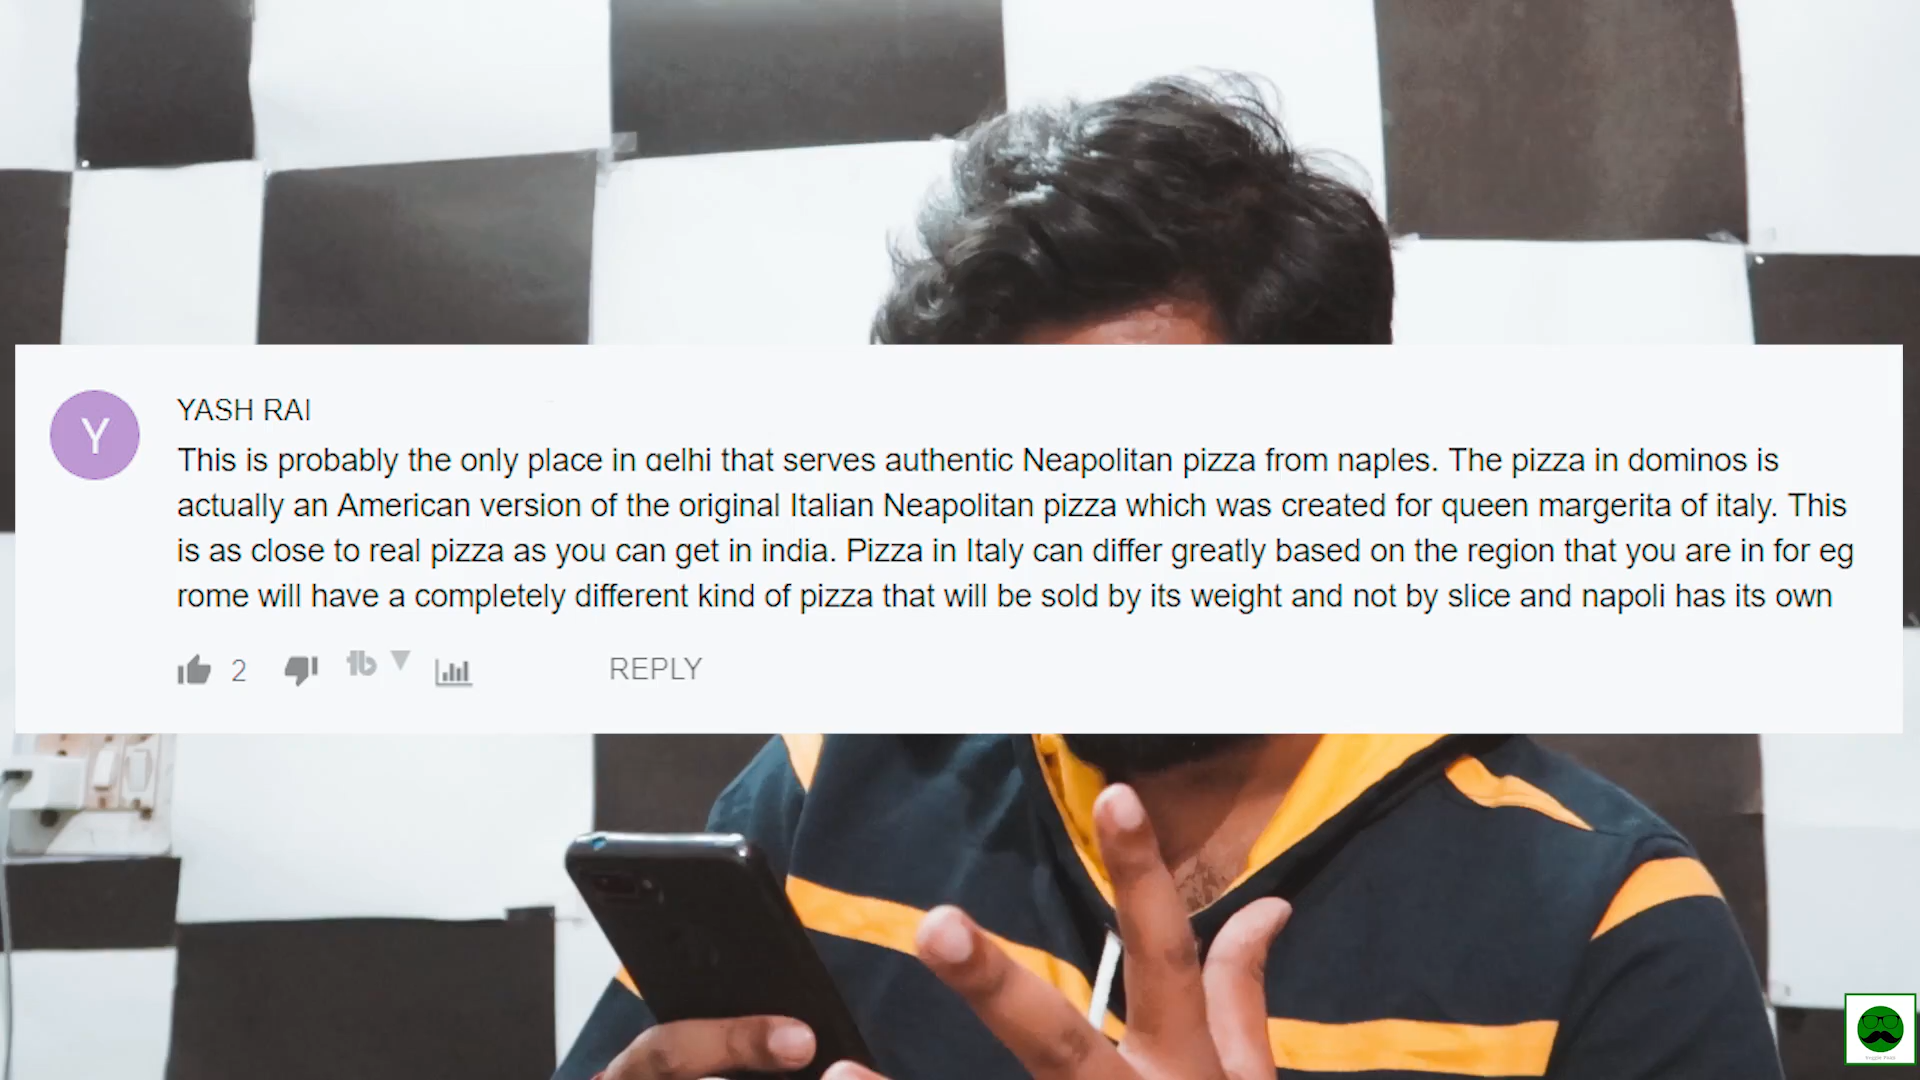 Y
YASH RAI
This is probably the only place in delhi that serves authentic Neapolitan pizza from naples. The pizza in dominos is
actually an American version of the original Italian Neapolitan pizza which was created for queen margerita of italy. This
is as close to real pizza as you can get in india. Pizza in Italy can differ greatly based on the region that you are in for eg
rome will have a completely different kind of pizza that will be sold by its weight and not by slice and napoli has its own
2
tb
REPLY